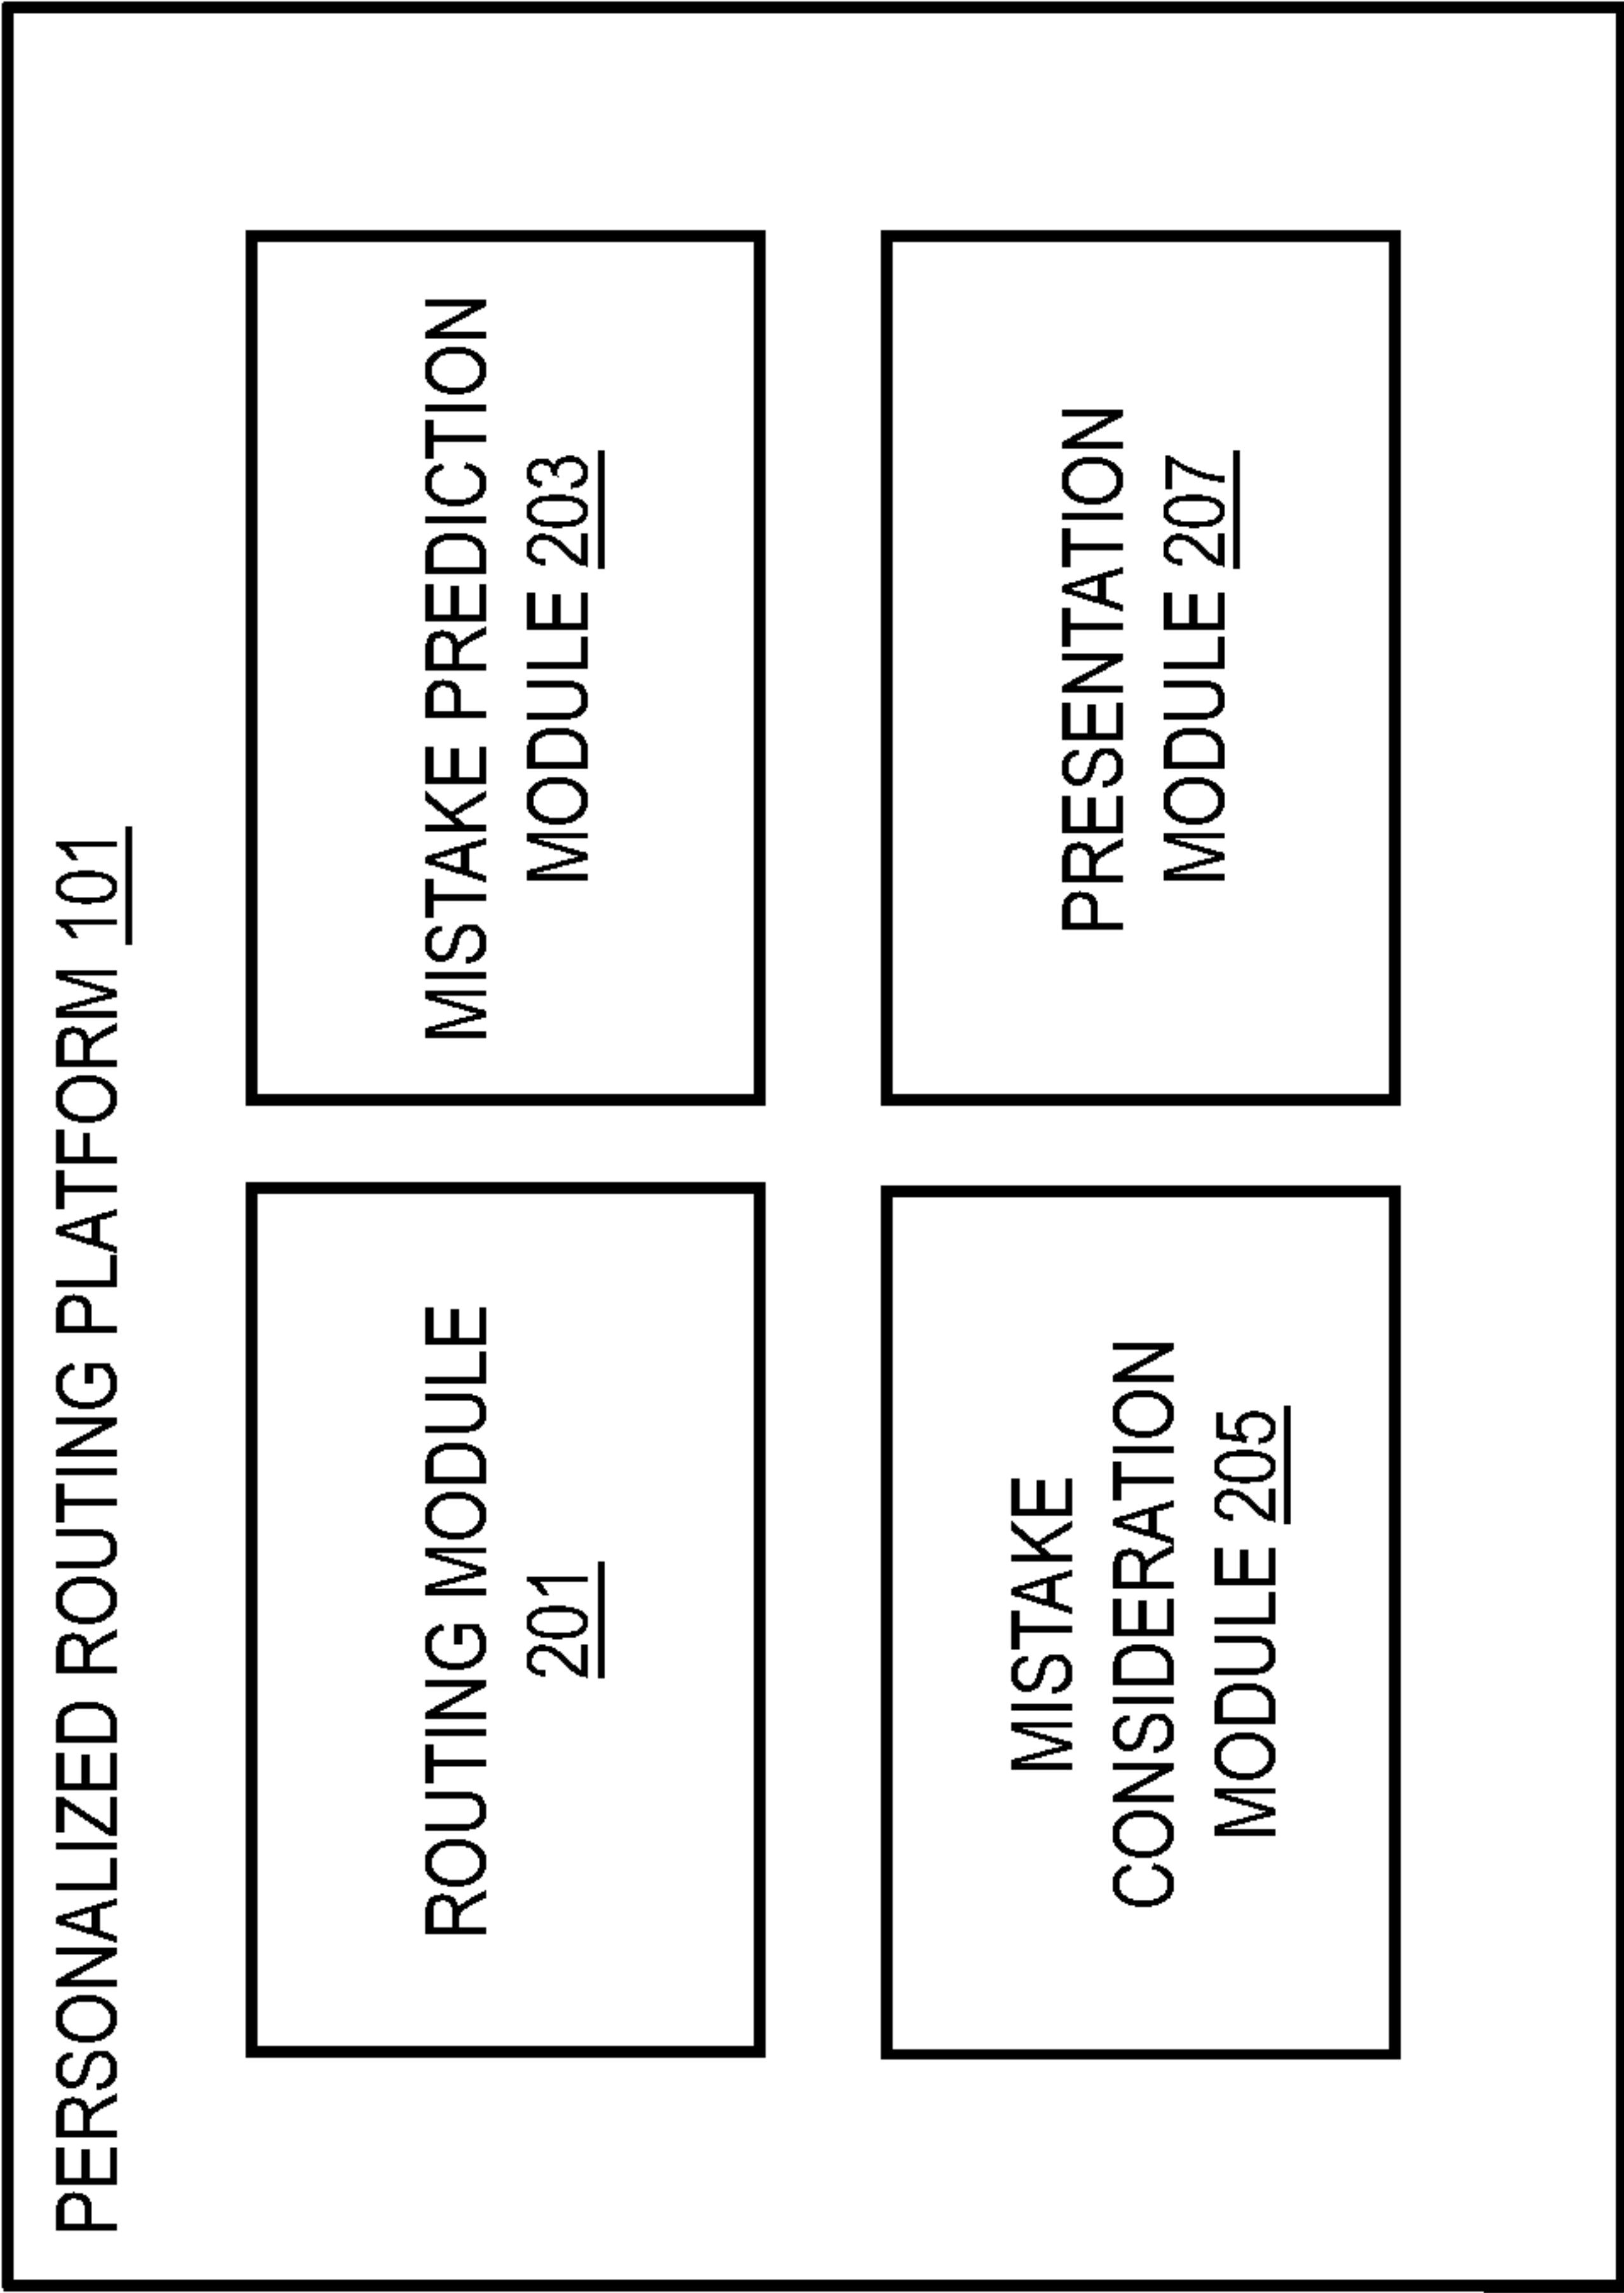 PERSONALIZED ROUTING PLATFORM 101
ROUTING MODULE
201
MISTAKE PREDICTION
MODULE 203
MISTAKE
CONSIDERATION
MODULE 205
PRESENTATION
MODULE 207